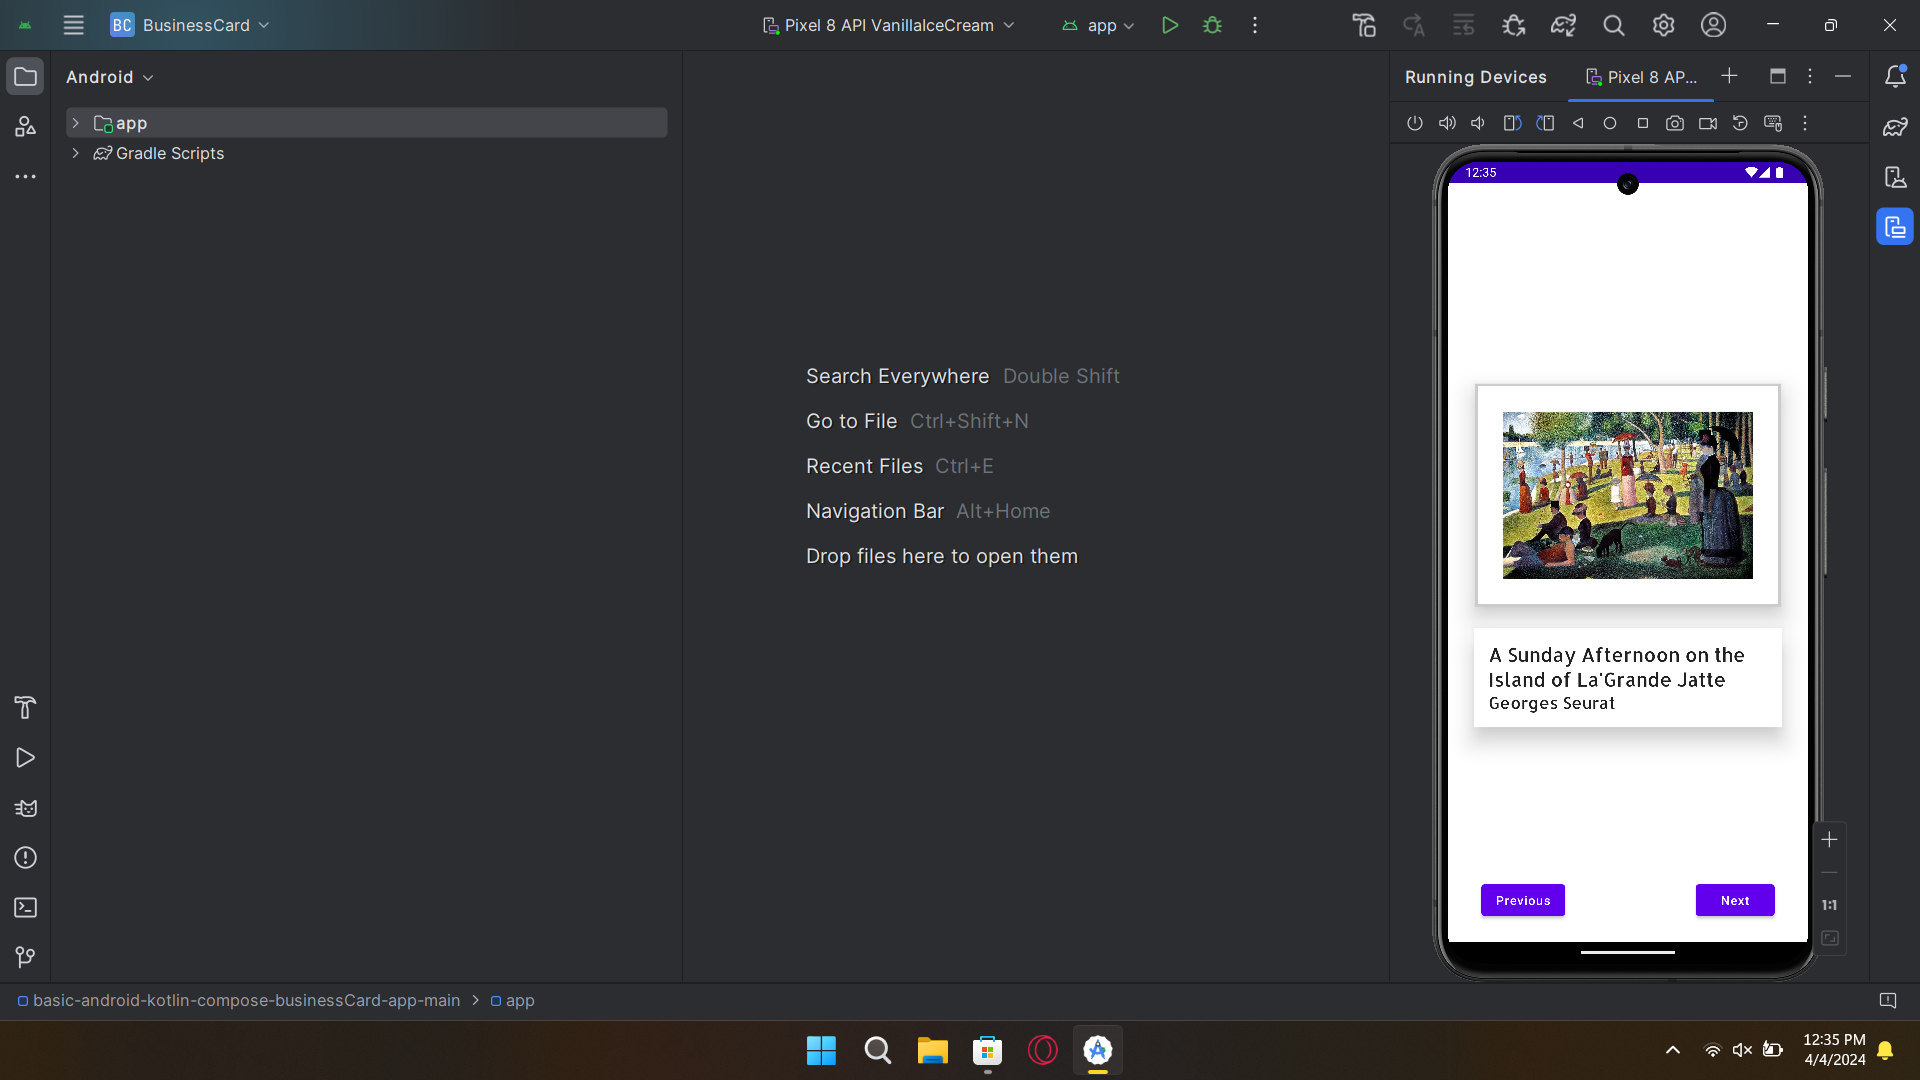 BC BusinessCard
Pixel 8 API VanillaIceCream
app
Android
app
Gradle Scripts
Search Everywhere Double Shift
Go to File Ctrl+Shift+N
Recent Files Ctrl+E
Navigation Bar Alt+Home
Drop files here to open them
Running Devices
Pixel 8 AP...
12:35
A Sunday Afternoon on the
Island of La'Grande Jatte
Georges Seurat
Previous
Next
1:1
basic-android-kotlin-compose-businessCard-app-main > app
12:35 PM
4/4/2024